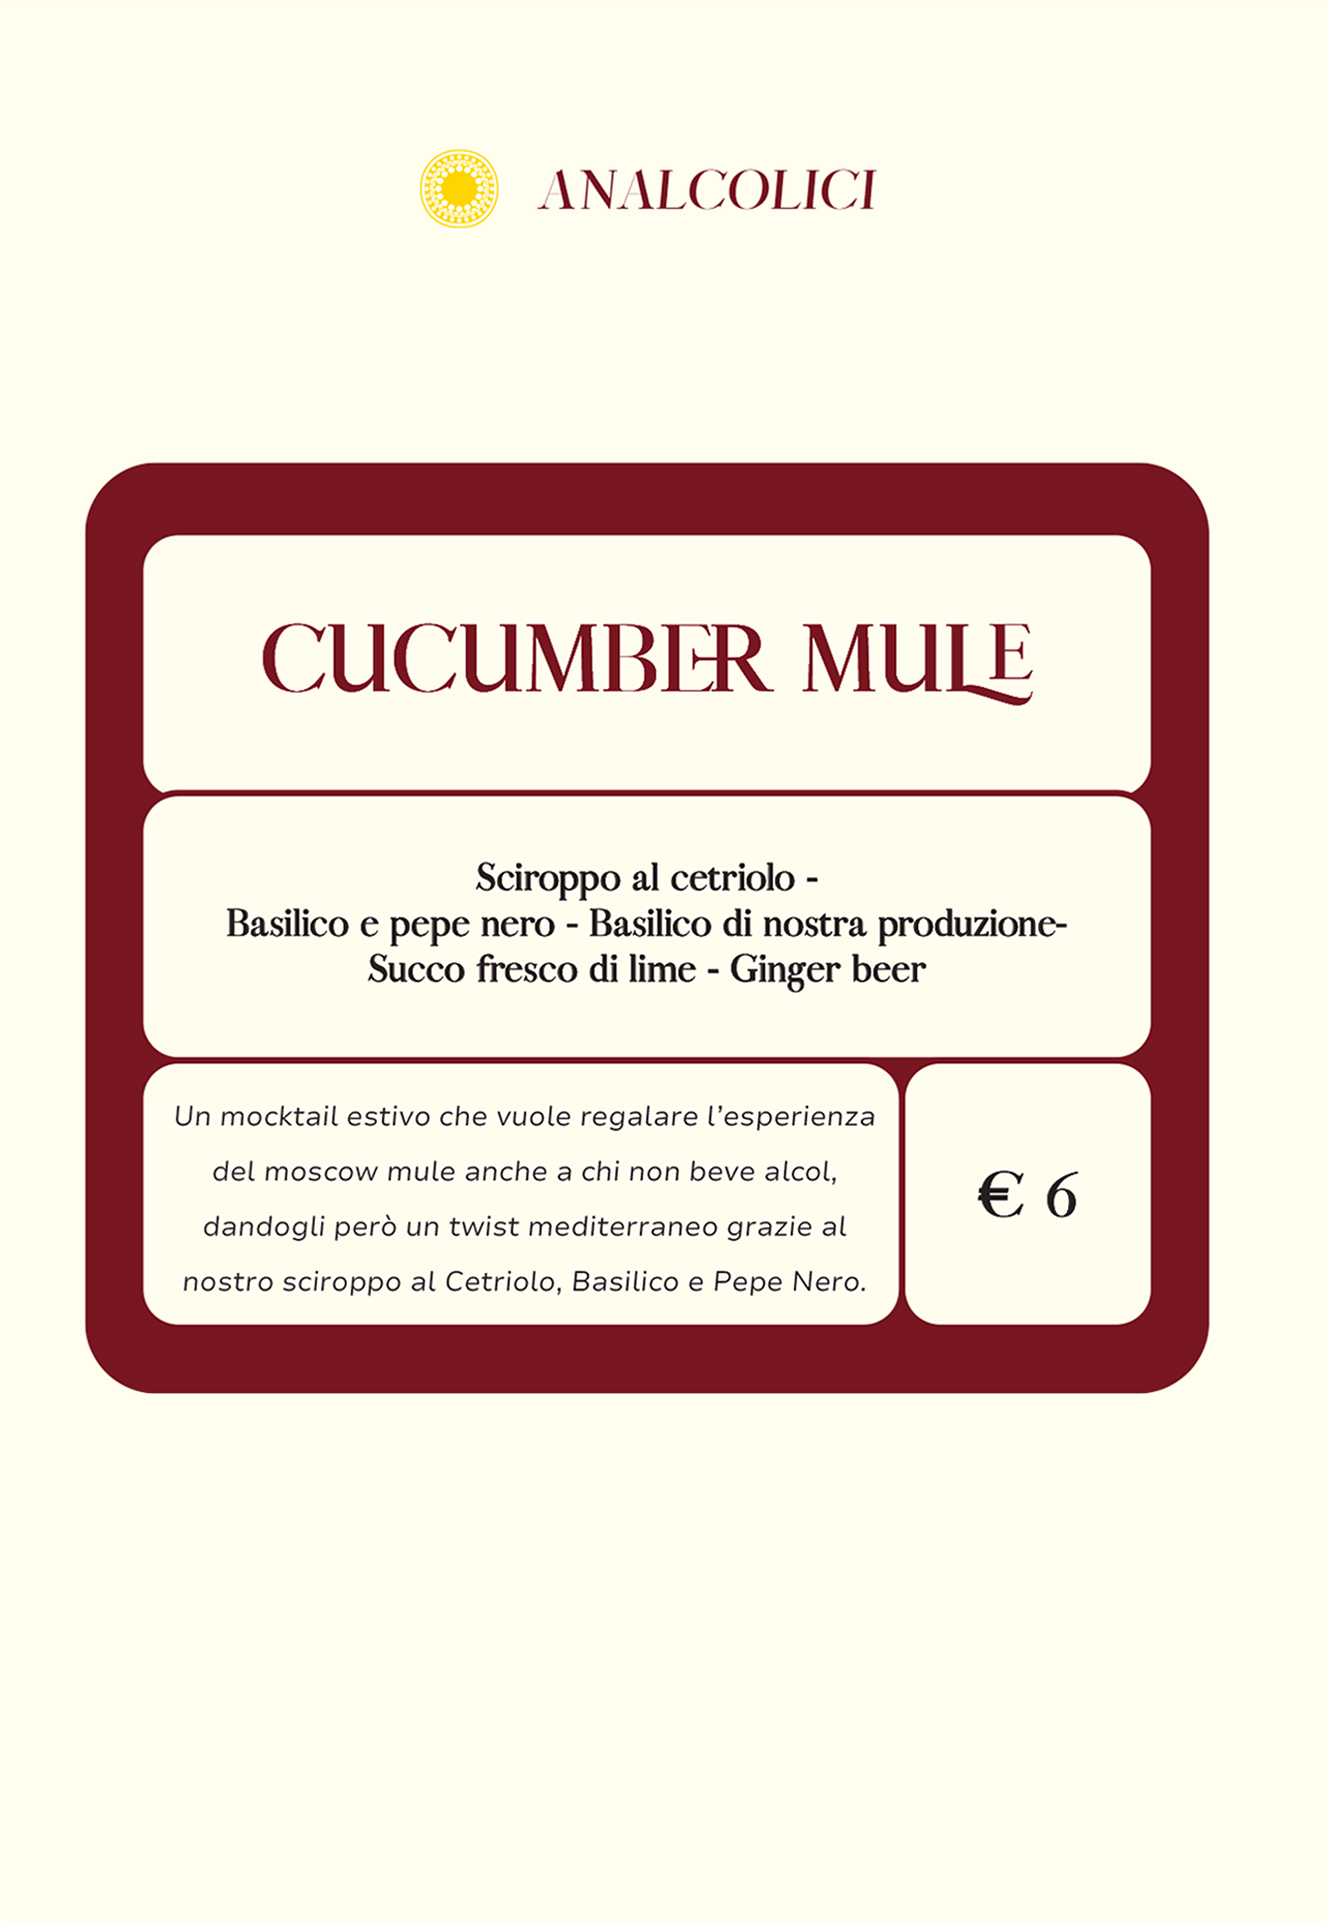 ANALCOLICI
CUCUMBER MULE
Sciroppo al cetriolo -
Basilico e pepe nero - Basilico di nostra produzione-
Succo fresco di lime - Ginger beer
Un mocktail estivo che vuole regalare l’esperienza
del moscow mule anche a chi non beve alcol,
dandogli però un twist mediterraneo grazie al
nostro sciroppo al Cetriolo, Basilico e Pepe Nero.
€ 6